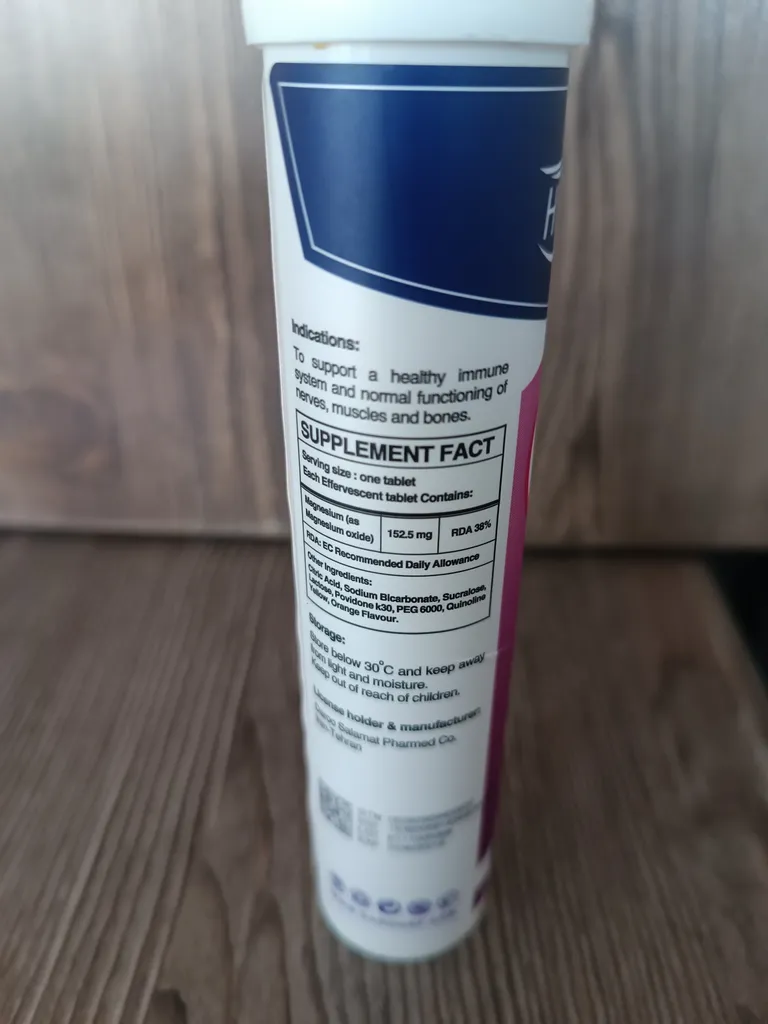 H
Indications:
To support a healthy immune
system and normal functioning of
nerves, muscles and bones.
SUPPLEMENT FACT
Serving size : one tablet
Each Effervescent tablet Contains:
Magnesium (as
Magnesium oxide)
152.5 mg
RDA 38%
RDA: EC Recommended Daily Allowance
Other Ingredients:
Citric Acid, Sodium Bicarbonate, Sucralose,
Lactose, Povidone k30, PEG 6000, Quinoline
Yellow, Orange Flavour.
Storage:
Store below 30°C and keep away
from light and moisture.
Keep out of reach of children.
License holder & manufacturer:
Salamat Pharmed Co.
Tehran